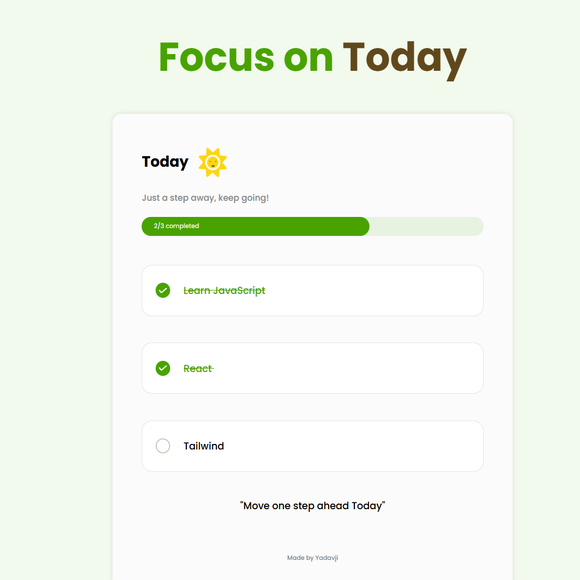 Focus on Today
Today
Just a step away, keep going!
2/3 completed
Learn JavaScript
React
Tailwind
"Move one step ahead Today"
Made by Yadavji